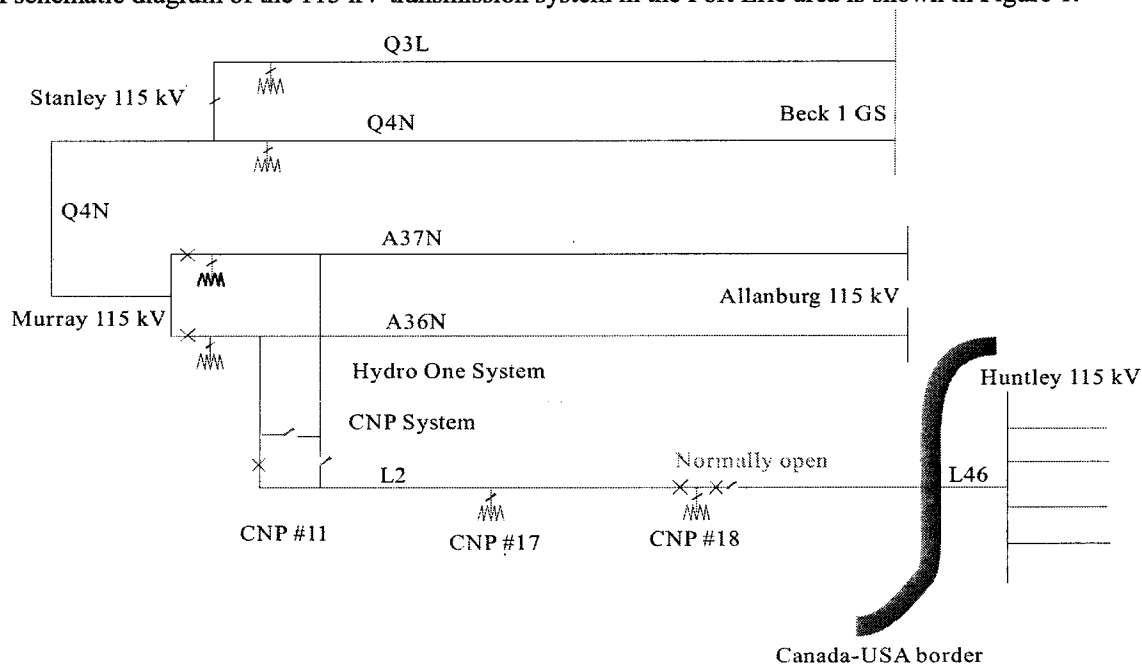 A schematic diagram of the 115 kV transmission system in the Fort Erie area is shown in Figure 1.
Q3L
Stanley 115 kV
Beck 1 GS
Q4N
Q4N
A37N
Allanburg 115 kV
Murray 115 kV
A36N
Hydro One System
Huntley 115 kV
CNP System
Normally open
L2
L46
CNP #11
CNP #17
CNP #18
Canada-USA border